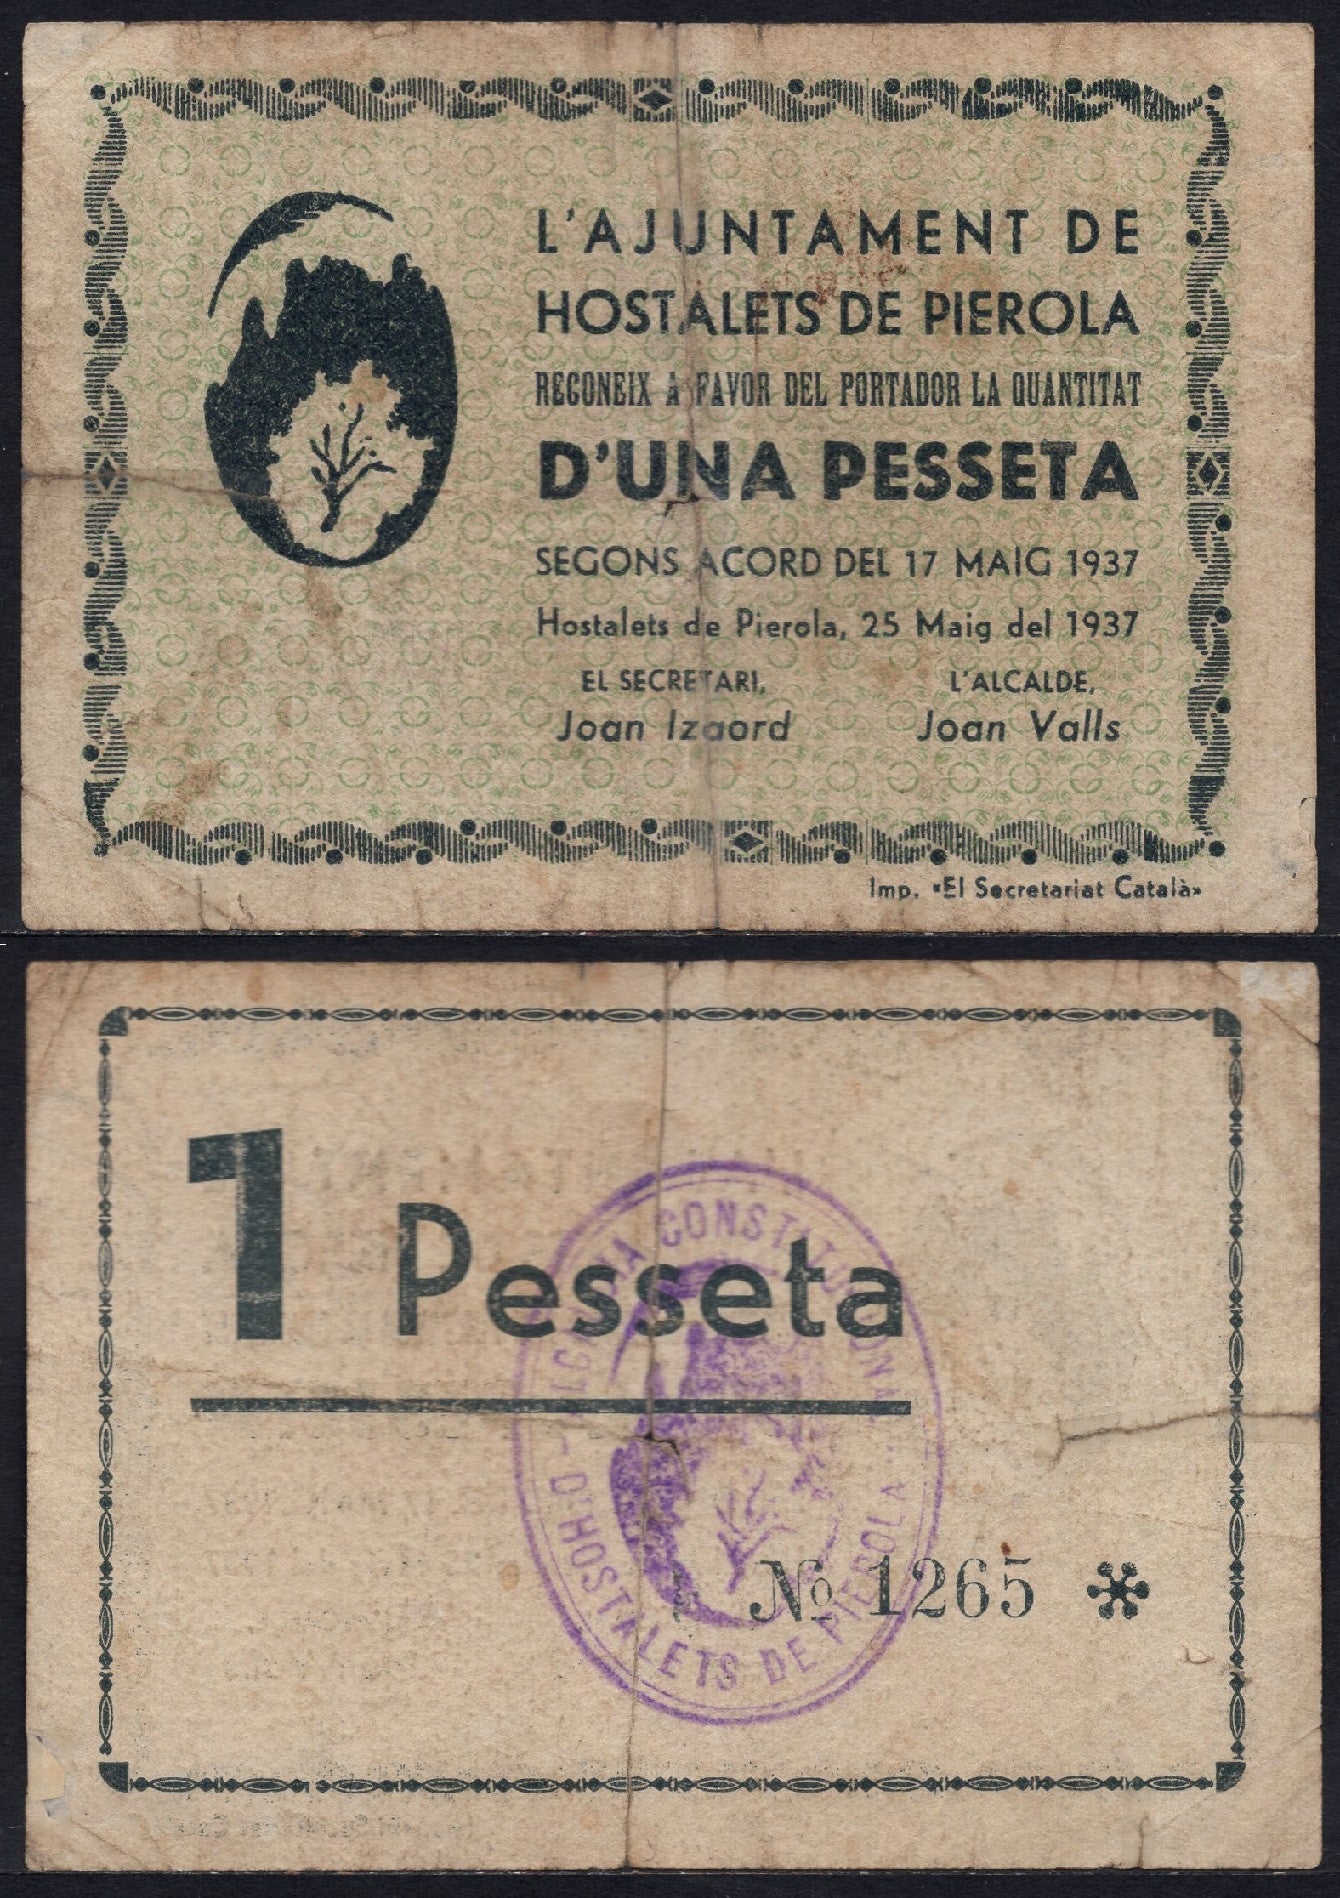 L'AJUNTAMENT DE
HOSTALETS DE PIEROLA
REGONEIX A FAVOR DEL PORTADOR LA QUANTITAT
D'UNA PESSETA
SEGONS ACORD DEL 17 MAIG 1937
Hostalets de Pierola, 25 Maig del 1937
EL SECRETARI,
Joan Izaord
L'ALCALDE,
Joan Valls
Imp. «El Secretariat Català»
1 Pesseta
CONSTITUCIONAL
HOSTALETS DE PIEROLA
№ 1265